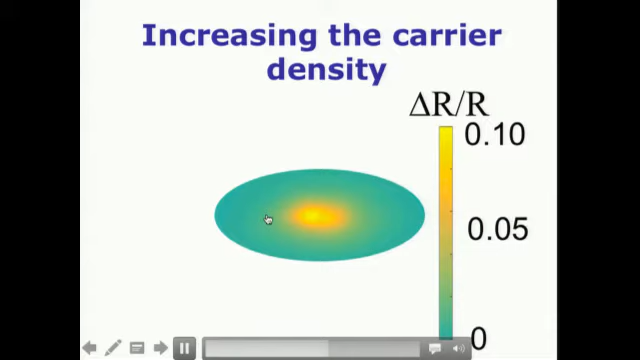 Increasing the carrier
density
ΔR/R
0.10
0.05
0